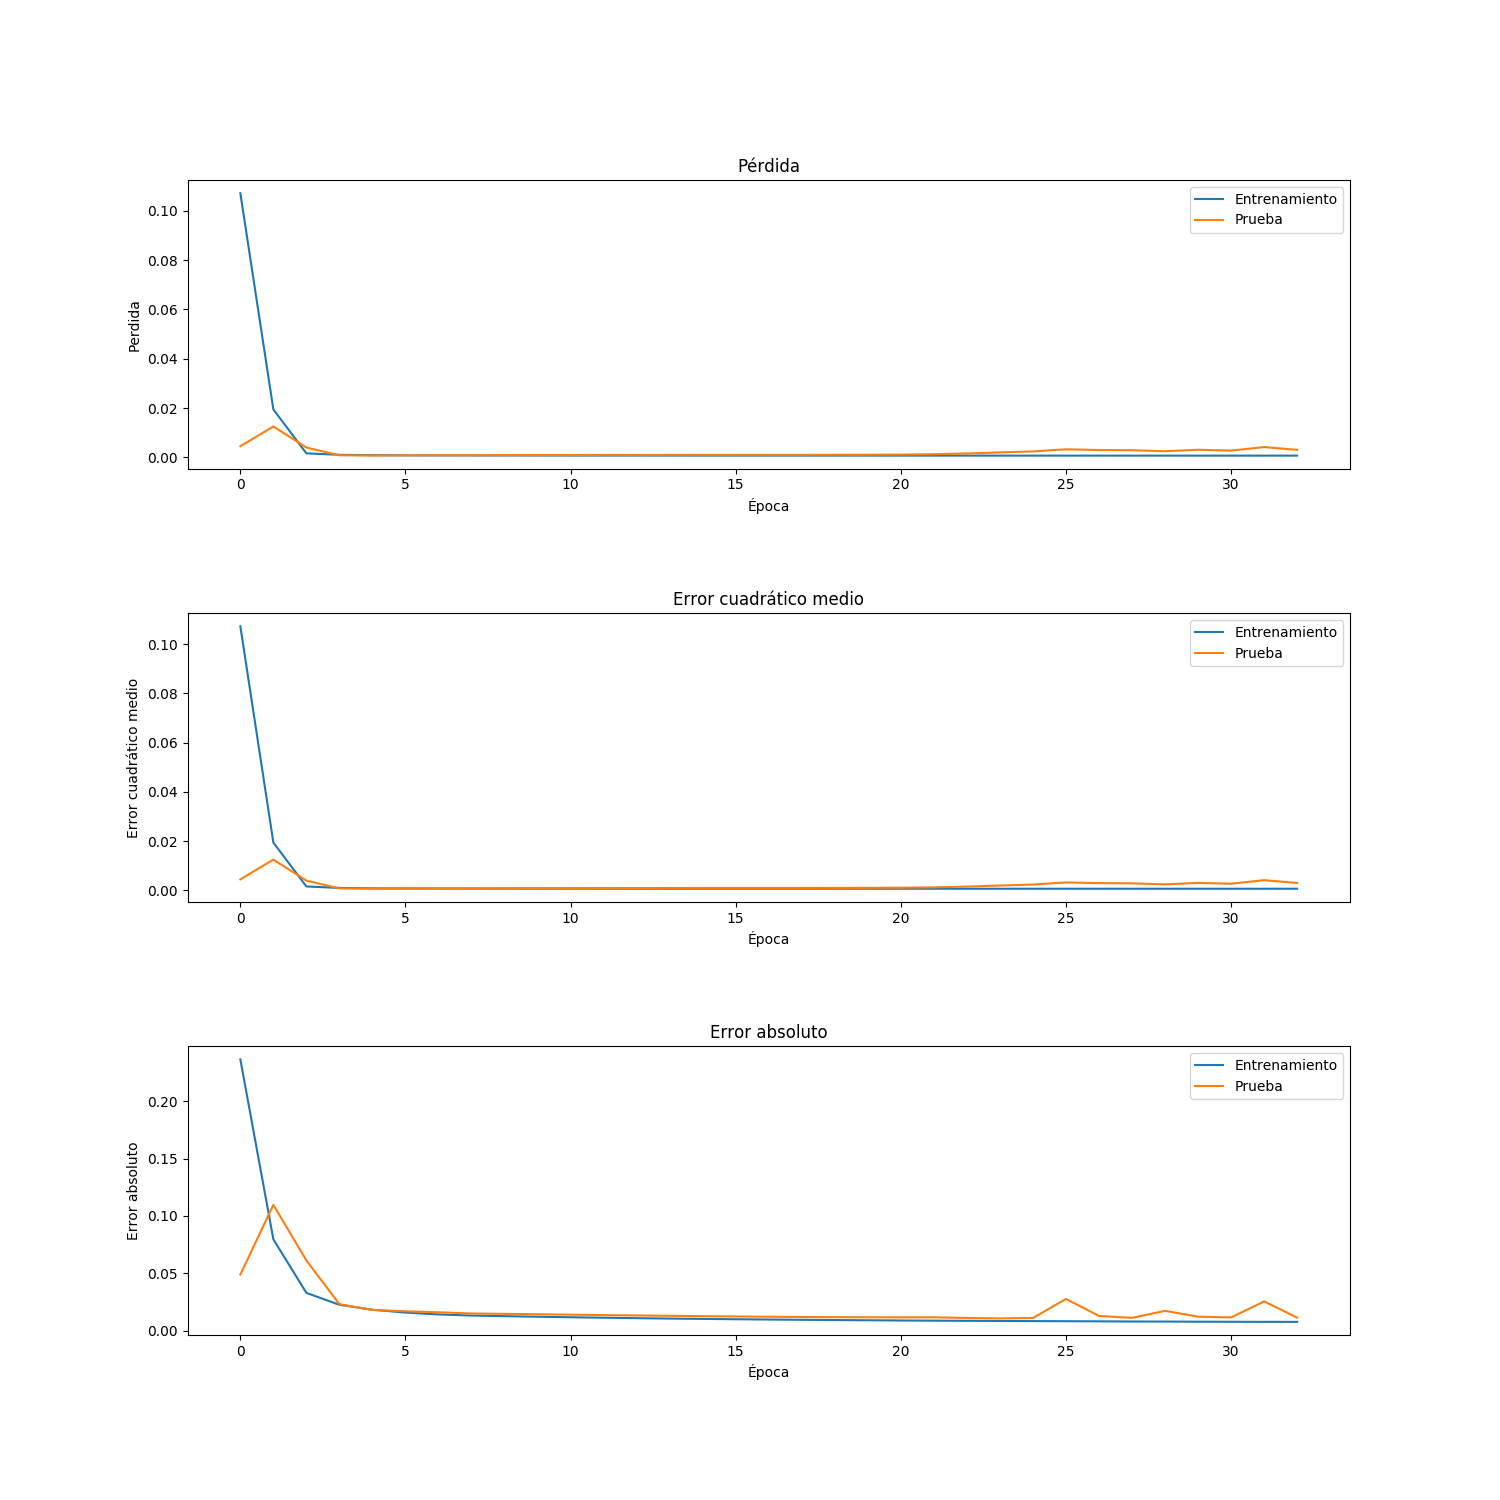 Pérdida
0.10
0.08
0.06
0.04
0.02
0.00
Perdida
Entrenamiento
Prueba
0 5 10 15 20 25 30
Época
Error cuadrático medio
0.10
0.08
0.06
0.04
0.02
0.00
Error cuadrático medio
Entrenamiento
Prueba
0 5 10 15 20 25 30
Época
Error absoluto
0.20
0.15
0.10
0.05
0.00
Error absoluto
Entrenamiento
Prueba
0 5 10 15 20 25 30
Época